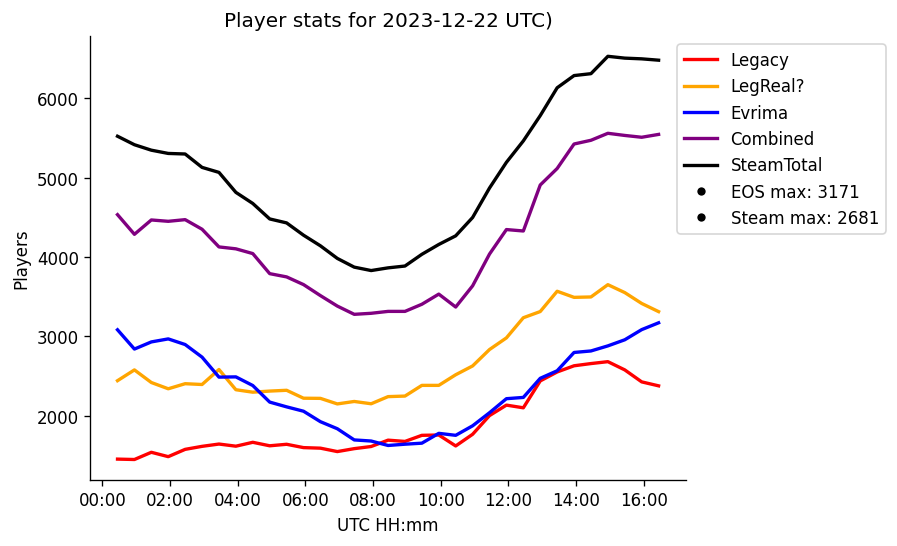 Player stats for 2023-12-22 UTC)
Players
6000
5000
4000
3000
2000
00:00 02:00 04:00 06:00 08:00 10:00 12:00 14:00 16:00
UTC HH:mm
Legacy
LegReal?
Evrima
Combined
SteamTotal
EOS max: 3171
Steam max: 2681